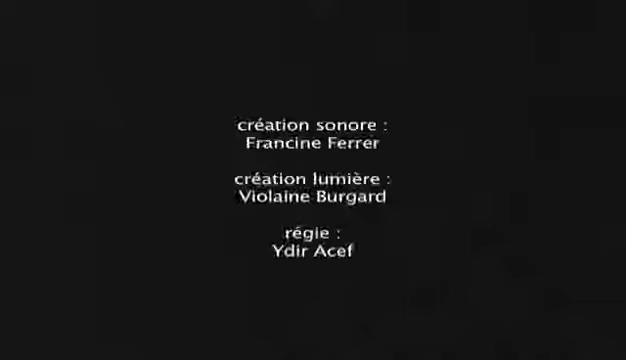 création sonore :
Francine Ferrer
création lumière :
Violaine Burgard
régie :
Ydir Acef